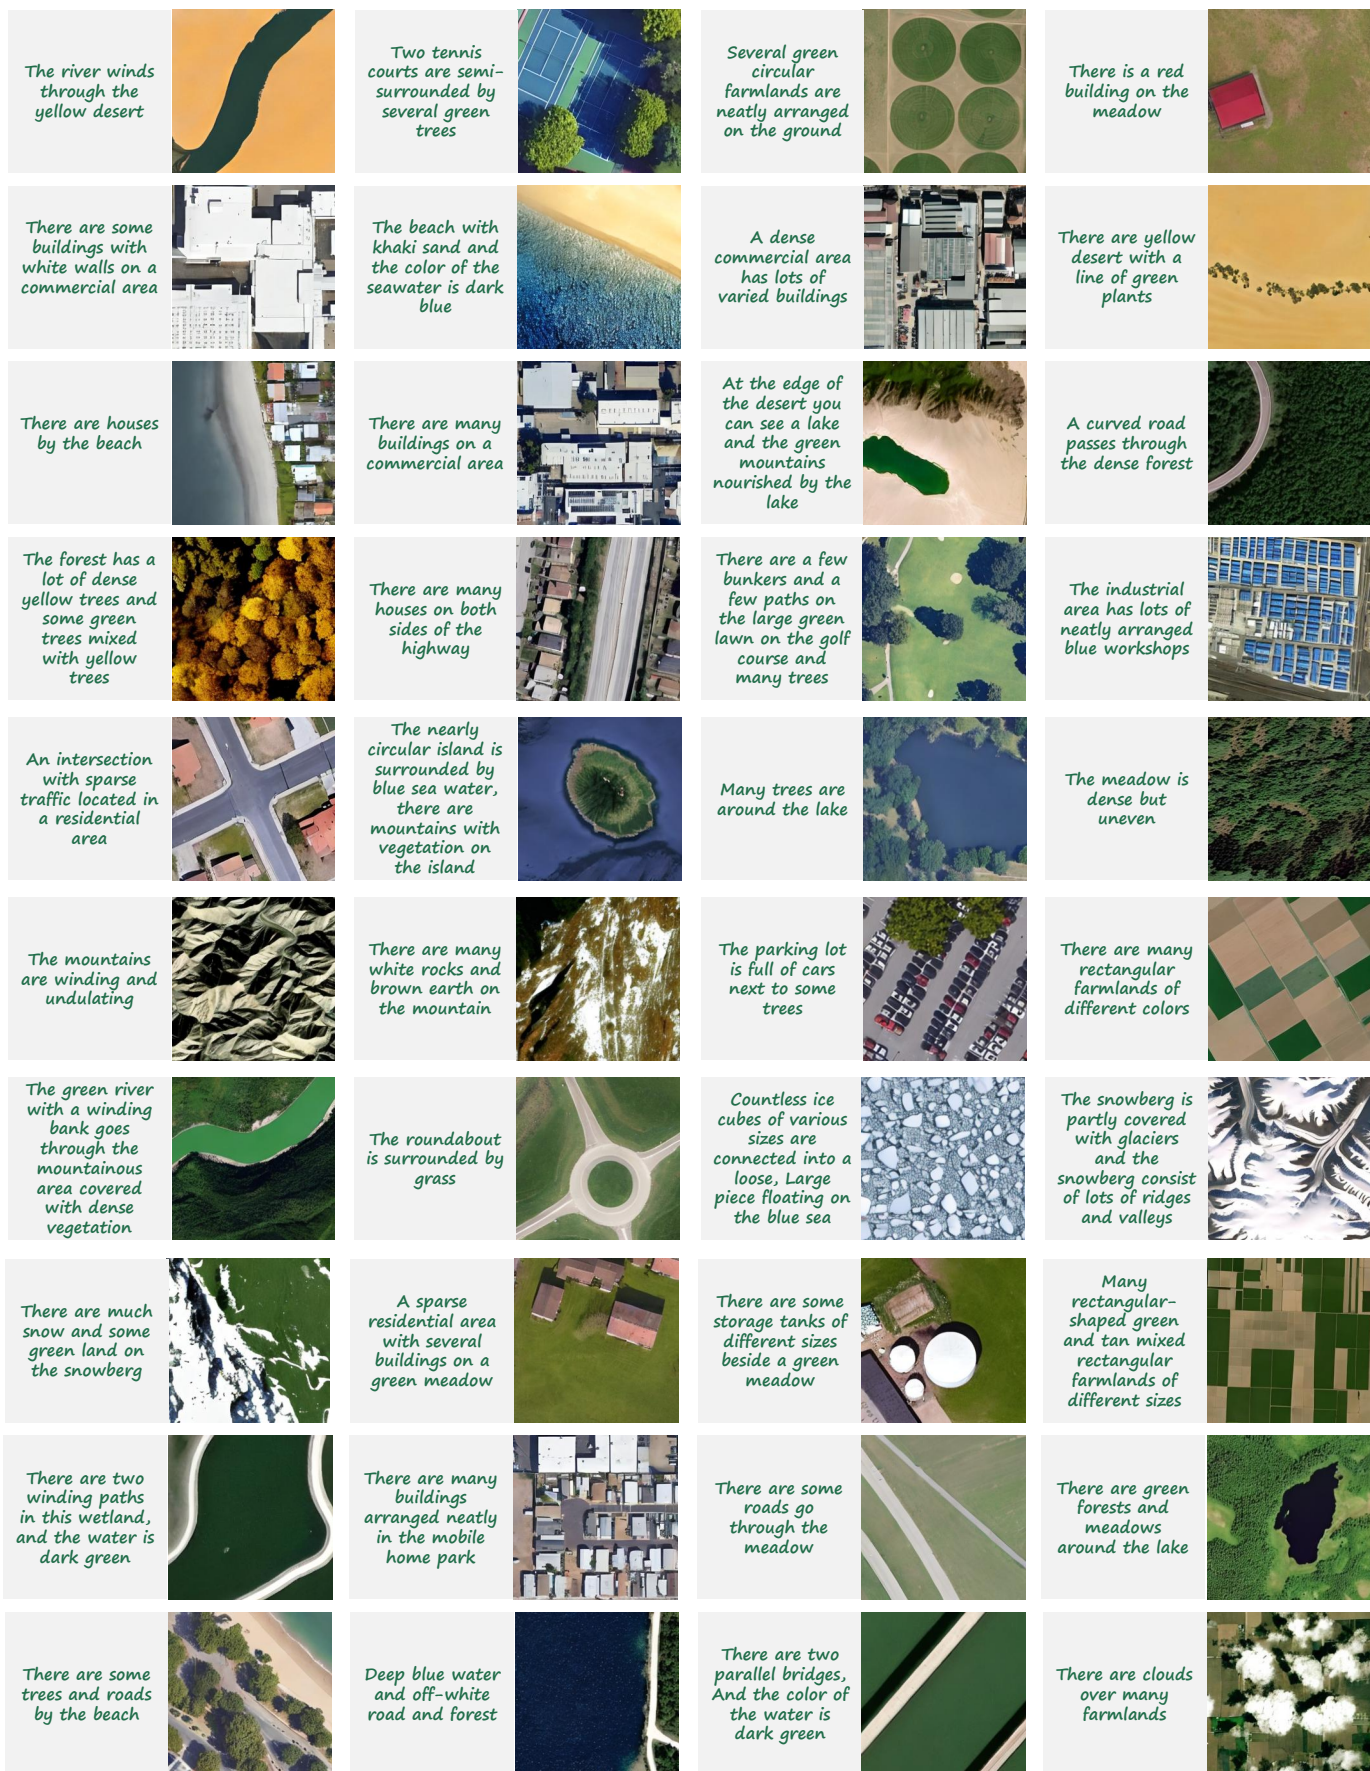 The river winds
through the
yellow desert
Two tennis
courts are semi-
surrounded by
several green
trees
Several green
circular
farmlands are
neatly arranged
on the ground
There is a red
building on the
meadow
There are some
buildings with
white walls on a
commercial area
The beach with
khaki sand and
the color of the
seawater is dark
blue
A dense
commercial area
has lots of
varied buildings
There are yellow
desert with a
line of green
plants
There are houses
by the beach
There are many
buildings on a
commercial area
At the edge of
the desert you
can see a lake
and the green
mountains
nourished by the
lake
A curved road
passes through
the dense forest
The forest has a
lot of dense
yellow trees and
some green
trees mixed
with yellow
trees
There are many
houses on both
sides of the
highway
There are a few
bunkers and a
few paths on
the large green
lawn on the golf
course and
many trees
The industrial
area has lots of
neatly arranged
blue workshops
An intersection
with sparse
traffic located in
a residential
area
The nearly
circular island is
surrounded by
blue sea water,
there are
mountains with
vegetation on
the island
Many trees are
around the lake
The meadow is
dense but
uneven
The mountains
are winding and
undulating
There are many
white rocks and
brown earth on
the mountain
The parking lot
is full of cars
next to some
trees
There are many
rectangular
farmlands of
different colors
The green river
with a winding
bank goes
through the
mountainous
area covered
with dense
vegetation
The roundabout
is surrounded by
grass
Countless ice
cubes of various
sizes are
connected into a
loose, Large
piece floating on
the blue sea
The snowberg is
partly covered
with glaciers
and the
snowberg consist
of lots of ridges
and valleys
There are much
snow and some
green land on
the snowberg
A sparse
residential area
with several
buildings on a
green meadow
There are some
storage tanks of
different sizes
beside a green
meadow
Many
rectangular-
shaped green
and tan mixed
rectangular
farmlands of
different sizes
There are two
winding paths
in this wetland,
and the water is
dark green
There are many
buildings
arranged neatly
in the mobile
home park
There are some
roads go
through the
meadow
There are green
forests and
meadows
around the lake
There are some
trees and roads
by the beach
Deep blue water
and off-white
road and forest
There are two
parallel bridges,
And the color of
the water is
dark green
There are clouds
over many
farmlands